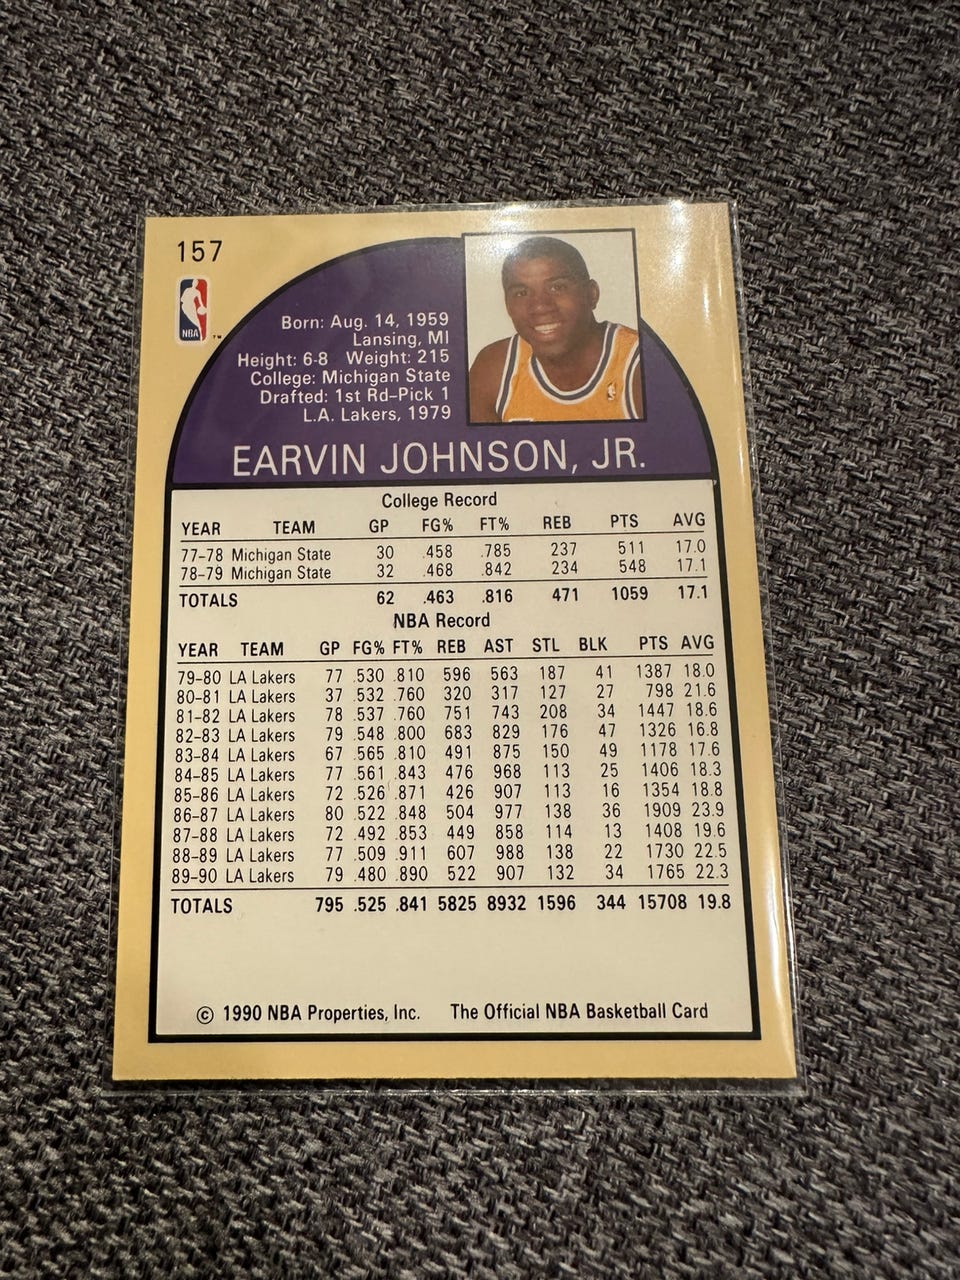 157
NBA
TM
Born: Aug. 14, 1959
Lansing, MI
Height: 6-8 Weight: 215
College: Michigan State
Drafted: 1st Rd-Pick 1
L.A. Lakers, 1979
EARVIN JOHNSON, JR.
College Record
YEAR TEAM GP FG% FT% REB PTS AVG
77-78 Michigan State 30 .458 .785 237 511 17.0
78-79 Michigan State 32 .468 .842 234 548 17.1
TOTALS 62 .463 .816 471 1059 17.1
NBA Record
YEAR TEAM GP FG% FT% REB AST STL BLK PTS AVG
79-80 LA Lakers 77 .530 .810 596 563 187 41 1387 18.0
80-81 LA Lakers 37 .532 .760 320 317 127 27 798 21.6
81-82 LA Lakers 78 .537 .760 751 743 208 34 1447 18.6
82-83 LA Lakers 79 .548 .800 683 829 176 47 1326 16.8
83-84 LA Lakers 67 .565 .810 491 875 150 49 1178 17.6
84-85 LA Lakers 77 .561 .843 476 968 113 25 1406 18.3
85-86 LA Lakers 72 .526 .871 426 907 113 16 1354 18.8
86-87 LA Lakers 80 .522 .848 504 977 138 36 1909 23.9
87-88 LA Lakers 72 .492 .853 449 858 114 13 1408 19.6
88-89 LA Lakers 77 .509 .911 607 988 138 22 1730 22.5
89-90 LA Lakers 79 .480 .890 522 907 132 34 1765 22.3
TOTALS 795 .525 .841 5825 8932 1596 344 15708 19.8
© 1990 NBA Properties, Inc. The Official NBA Basketball Card